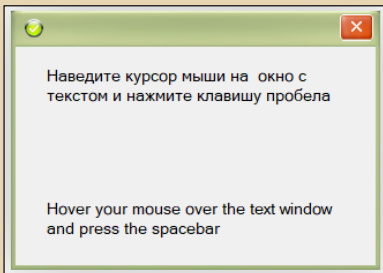 Наведите курсор мыши на окно с
текстом и нажмите клавишу пробела
Hover your mouse over the text window
and press the spacebar